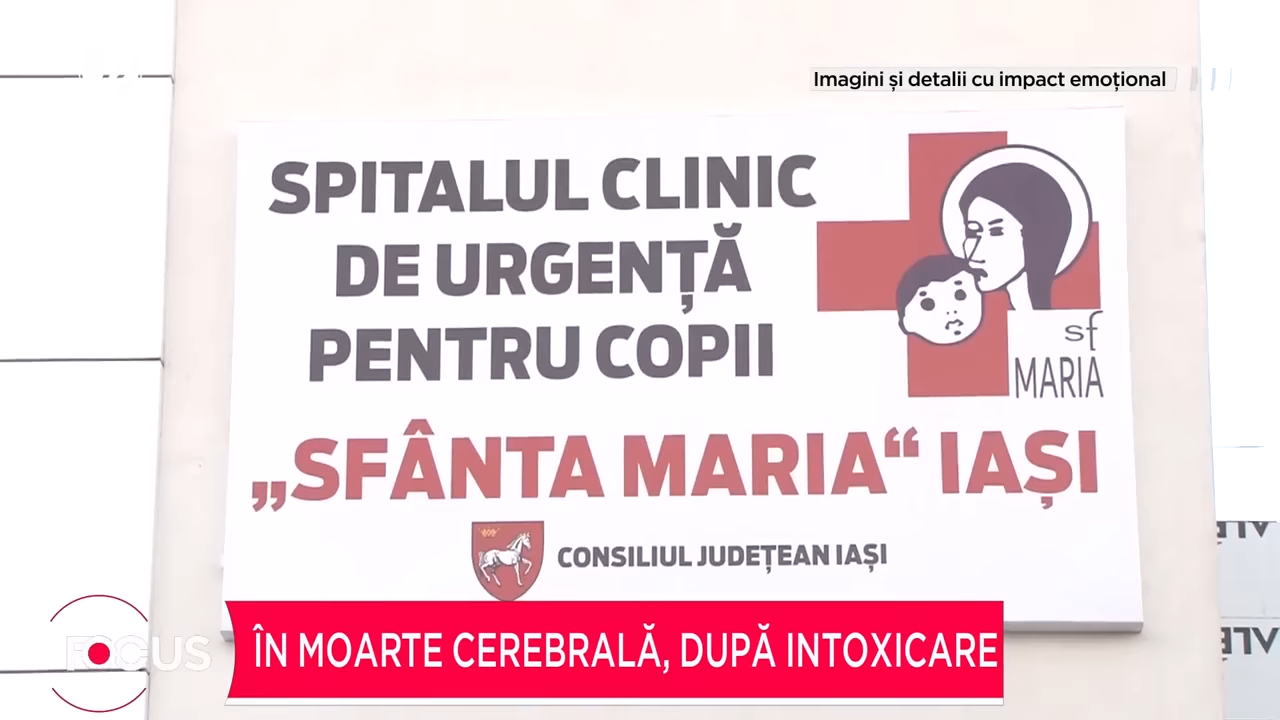 Imagini și detalii cu impact emoțional
SPITALUL CLINIC
DE URGENȚĂ
PENTRU COPII
sf
MARIA
„SFÂNTA MARIA“ IAȘI
CONSILIUL JUDEȚEAN IAȘI
FOCUS
ÎN MOARTE CEREBRALĂ, DUPĂ INTOXICARE